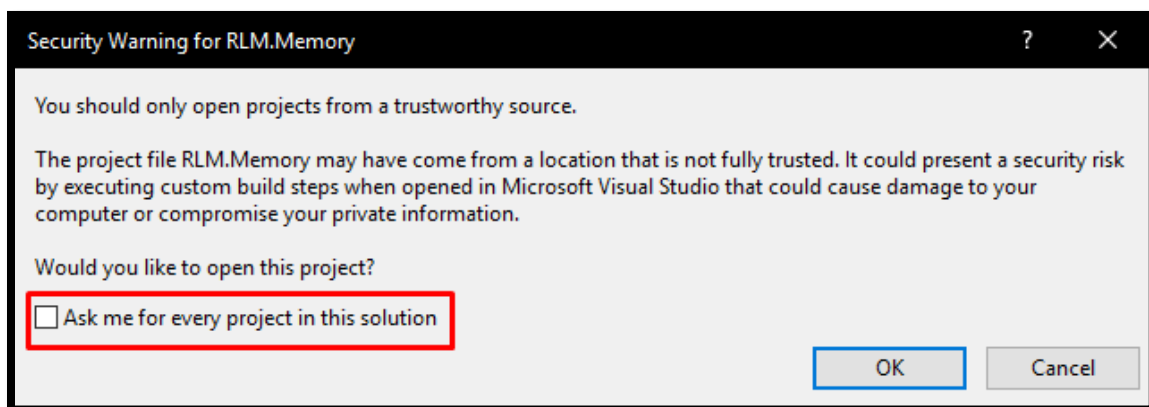 Security Warning for RLM.Memory
?
You should only open projects from a trustworthy source.
The project file RLM.Memory may have come from a location that is not fully trusted. It could present a security risk
by executing custom build steps when opened in Microsoft Visual Studio that could cause damage to your
computer or compromise your private information.
Would you like to open this project?
Ask me for every project in this solution
OK
Cancel